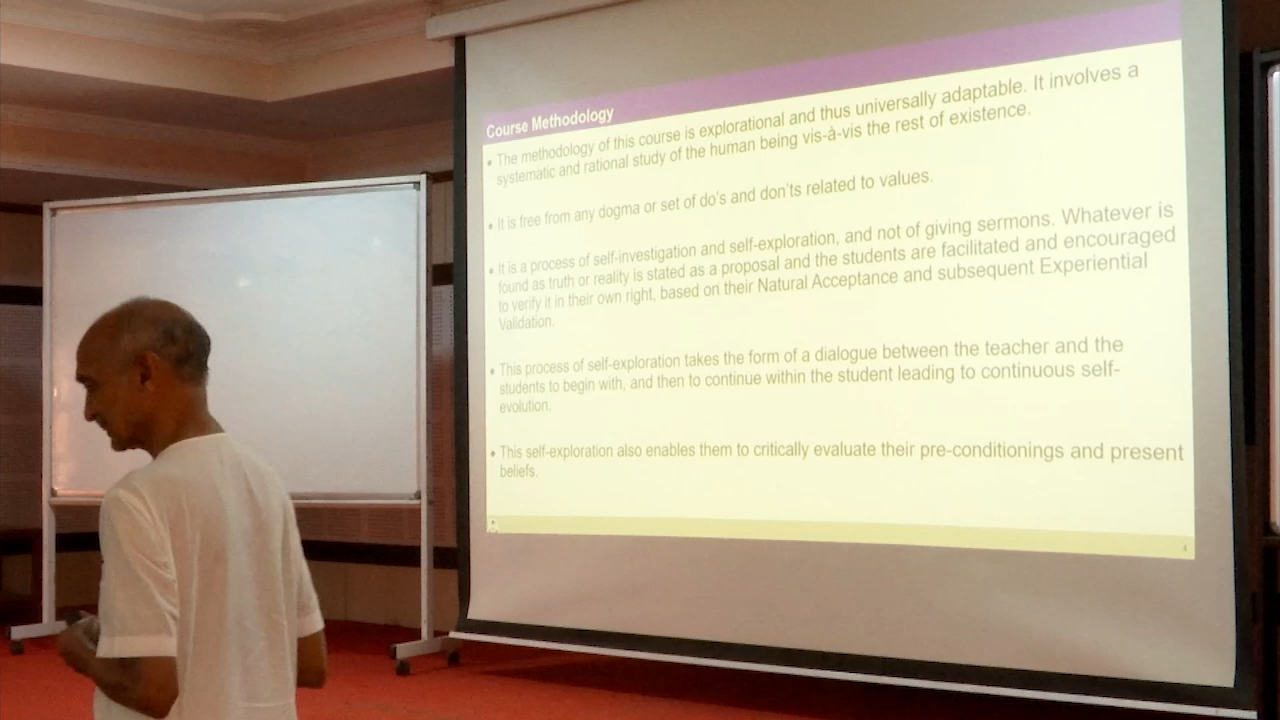 Course Methodology
• The methodology of this course is explorational and thus universally adaptable. It involves a
systematic and rational study of the human being vis-à-vis the rest of existence.
• It is free from any dogma or set of do's and don'ts related to values.
• It is a process of self-investigation and self-exploration, and not of giving sermons. Whatever is
found as truth or reality is stated as a proposal and the students are facilitated and encouraged
to verify it in their own right, based on their Natural Acceptance and subsequent Experiential
Validation.
• This process of self-exploration takes the form of a dialogue between the teacher and the
students to begin with, and then to continue within the student leading to continuous self-
evolution.
• This self-exploration also enables them to critically evaluate their pre-conditionings and present
beliefs.
4